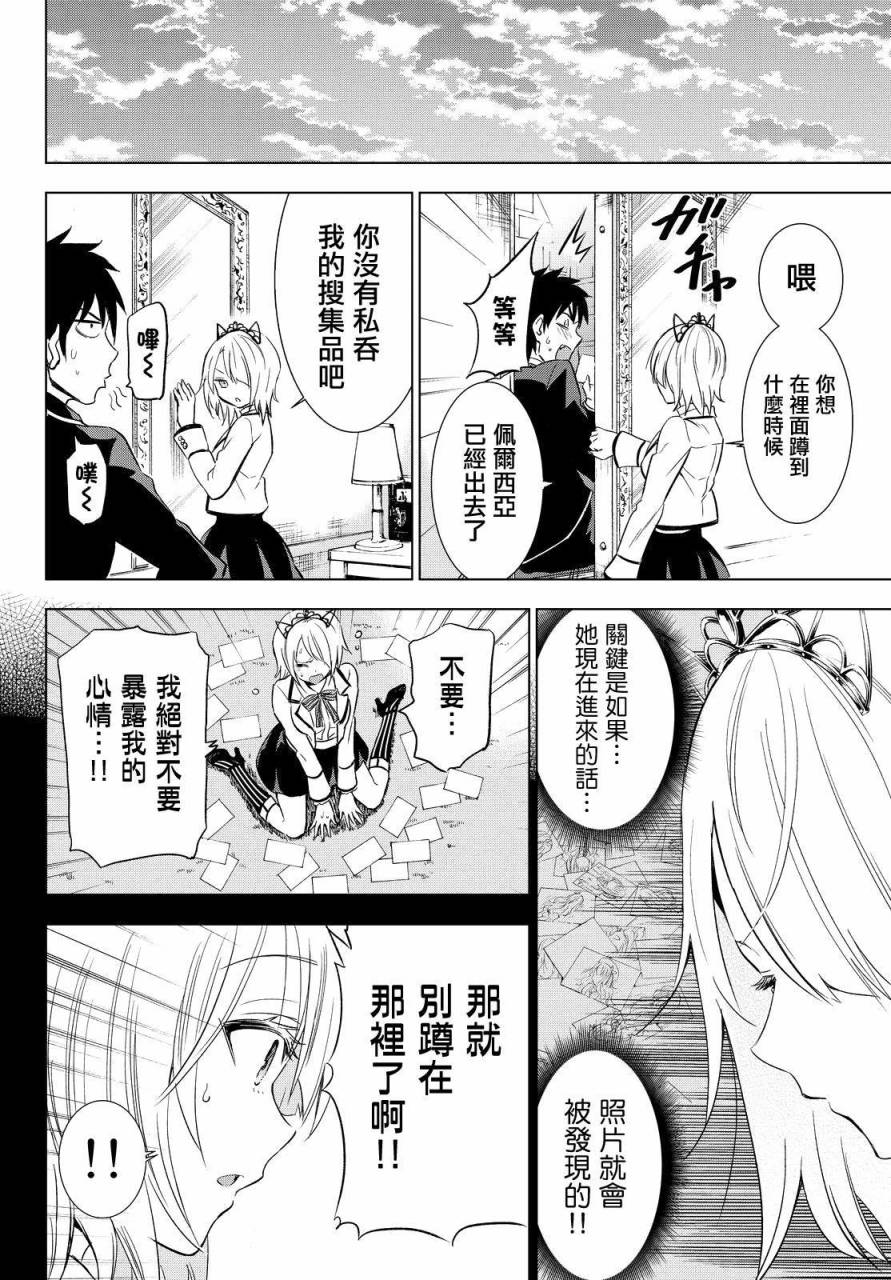 喂
你想
在裡面蹲到
什麼時候
ガチャ
等等
佩爾西亞
已經出去了
你沒有私吞
我的搜集品吧
嗶~
噗~
關鍵是如果…
她現在進來的話…
照片就會
被發現的!!
不要…
我絕對不要
暴露我的
心情…!!
那就
別蹲在
那裡了啊!!
!!